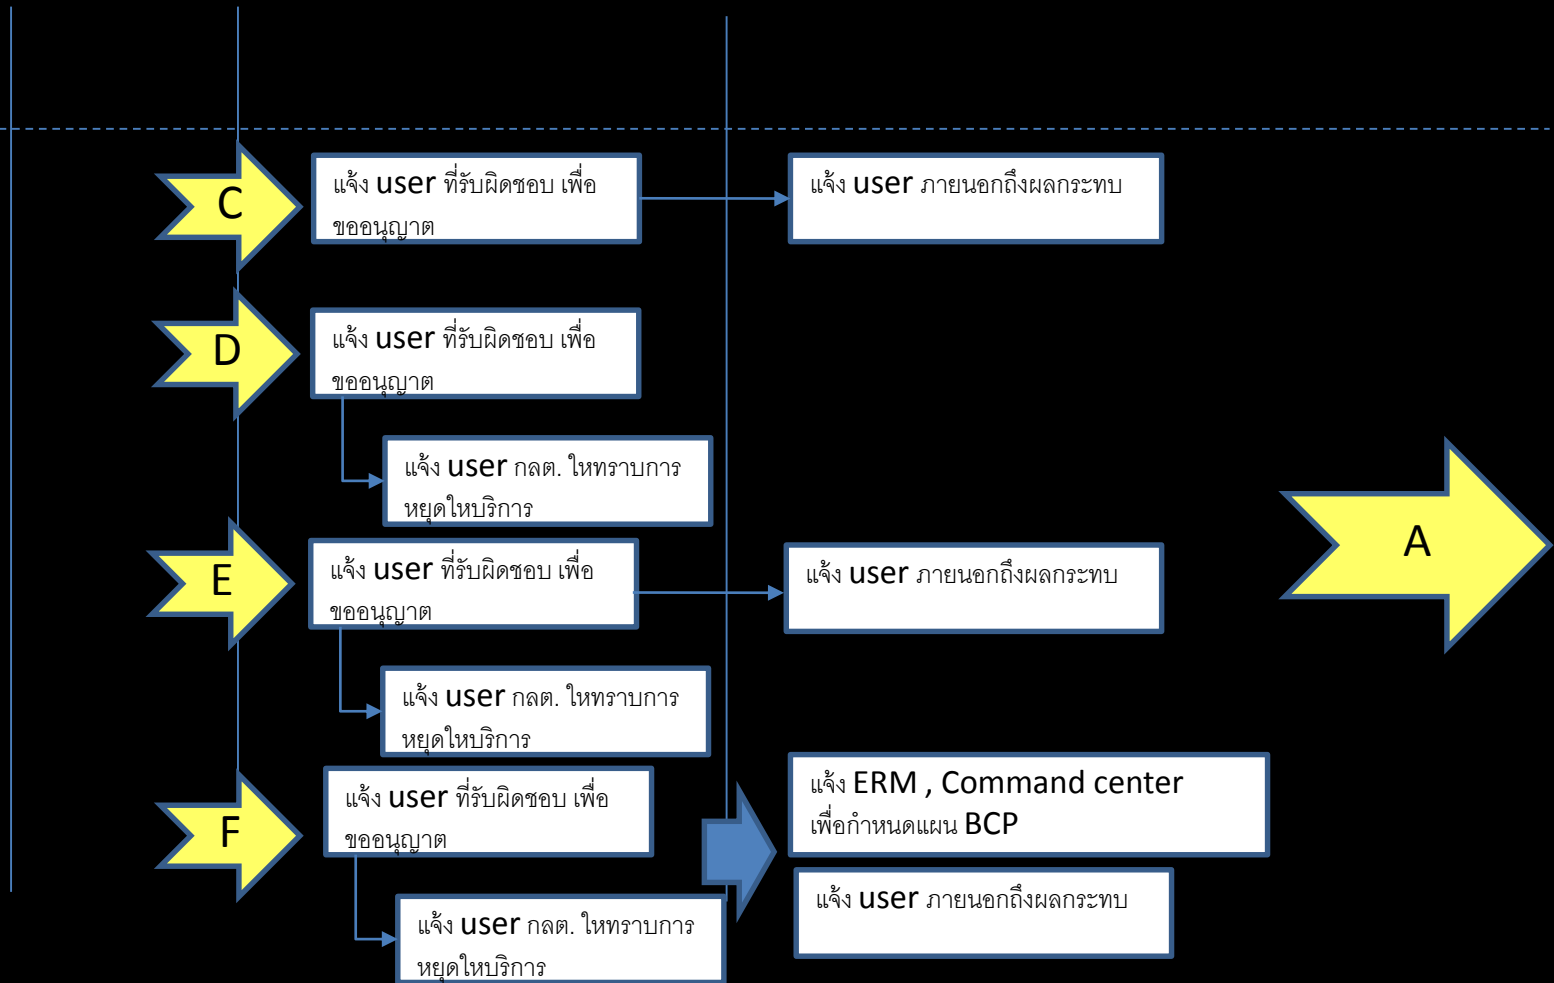 C
แจ้ง user ที่รับผิดชอบ เพื่อ
ขออนุญาต
แจ้ง user ภายนอกถึงผลกระทบ
D
แจ้ง user ที่รับผิดชอบ เพื่อ
ขออนุญาต
แจ้ง user กลต. ใหทราบการ
หยุดใหบริการ
A
E
แจ้ง user ที่รับผิดชอบ เพื่อ
ขออนุญาต
แจ้ง user ภายนอกถึงผลกระทบ
แจ้ง user กลต. ใหทราบการ
หยุดใหบริการ
F
แจ้ง user ที่รับผิดชอบ เพื่อ
ขออนุญาต
แจ้ง ERM , Command center
เพื่อกำหนดแผน BCP
แจ้ง user ภายนอกถึงผลกระทบ
แจ้ง user กลต. ใหทราบการ
หยุดใหบริการ